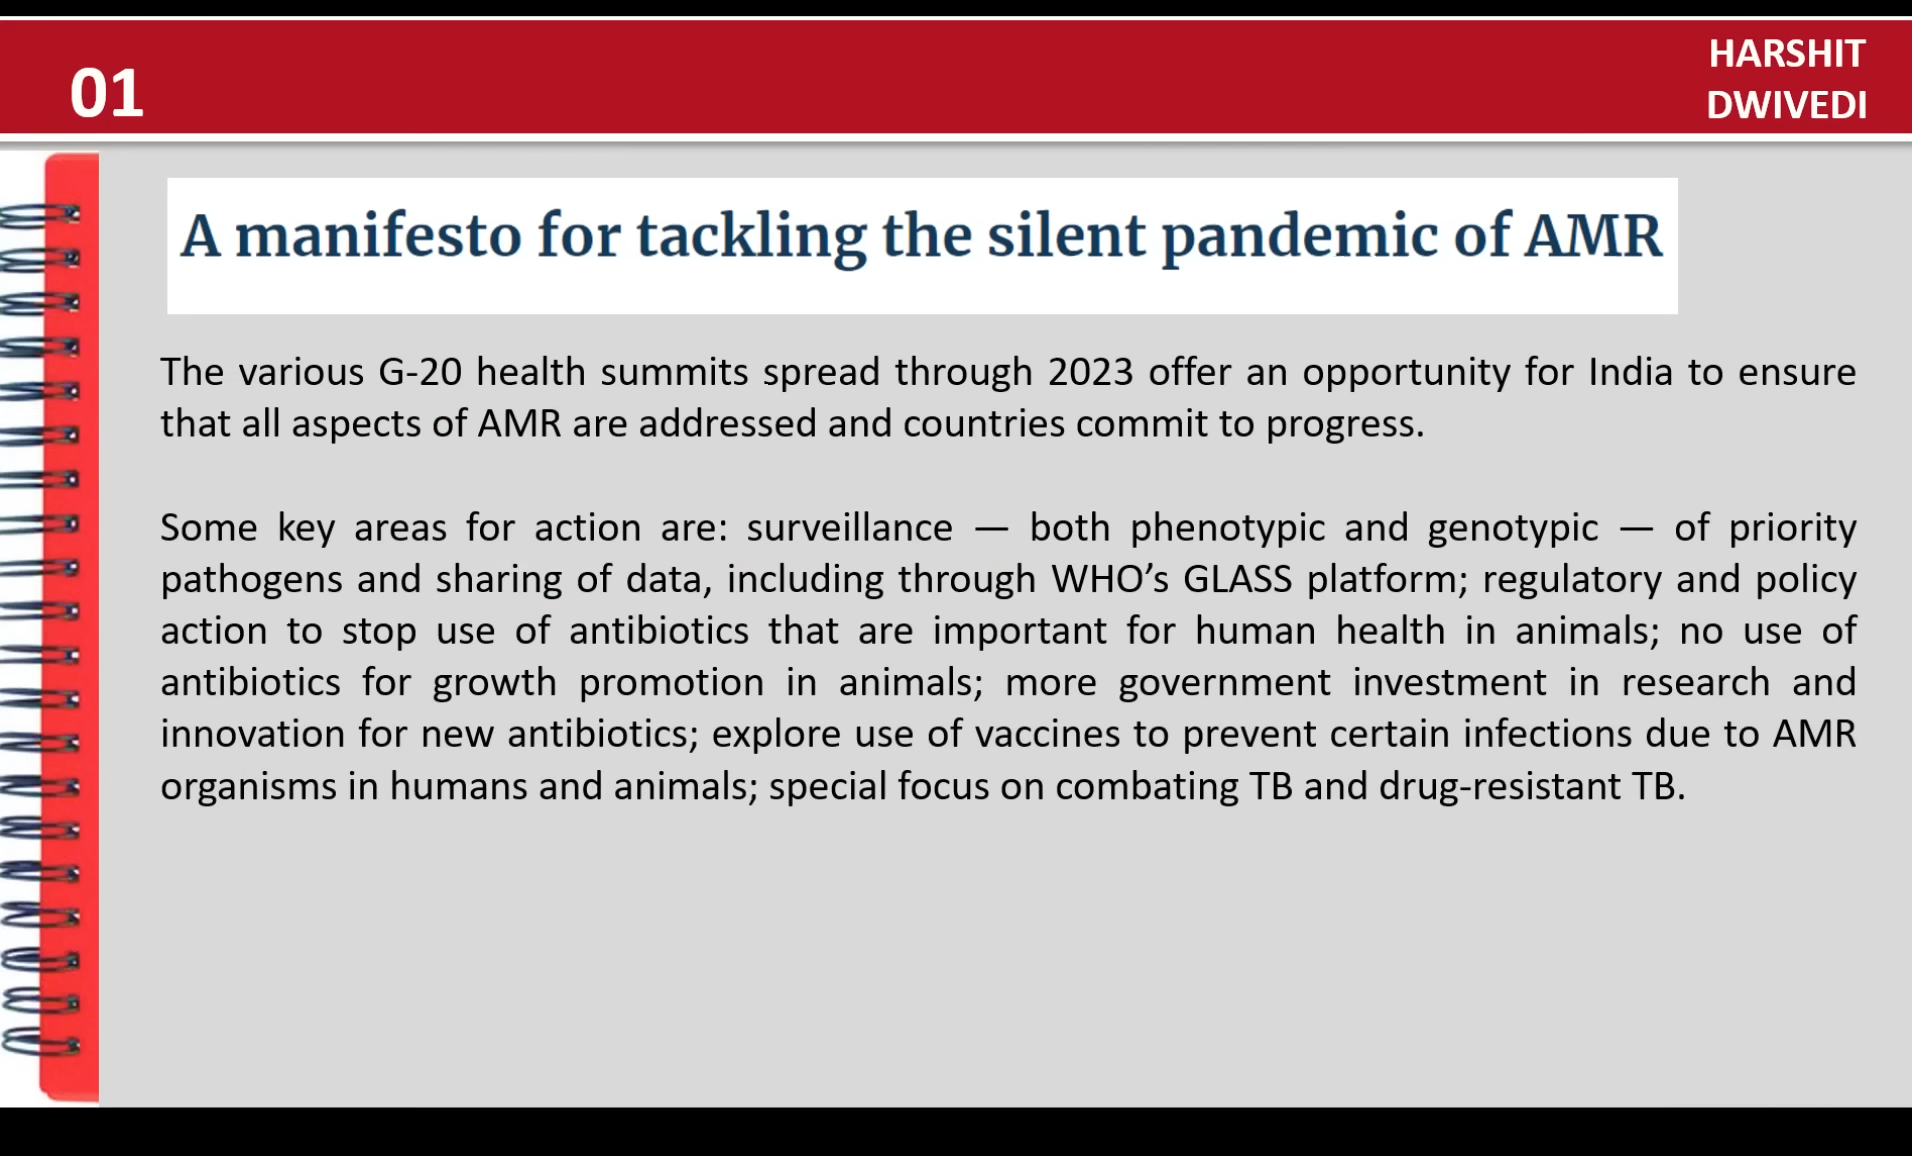 01
HARSHIT
DWIVEDI
A manifesto for tackling the silent pandemic of AMR
The various G-20 health summits spread through 2023 offer an opportunity for India to ensure
that all aspects of AMR are addressed and countries commit to progress.
Some key areas for action are: surveillance — both phenotypic and genotypic — of priority
pathogens and sharing of data, including through WHO’s GLASS platform; regulatory and policy
action to stop use of antibiotics that are important for human health in animals; no use of
antibiotics for growth promotion in animals; more government investment in research and
innovation for new antibiotics; explore use of vaccines to prevent certain infections due to AMR
organisms in humans and animals; special focus on combating TB and drug-resistant TB.